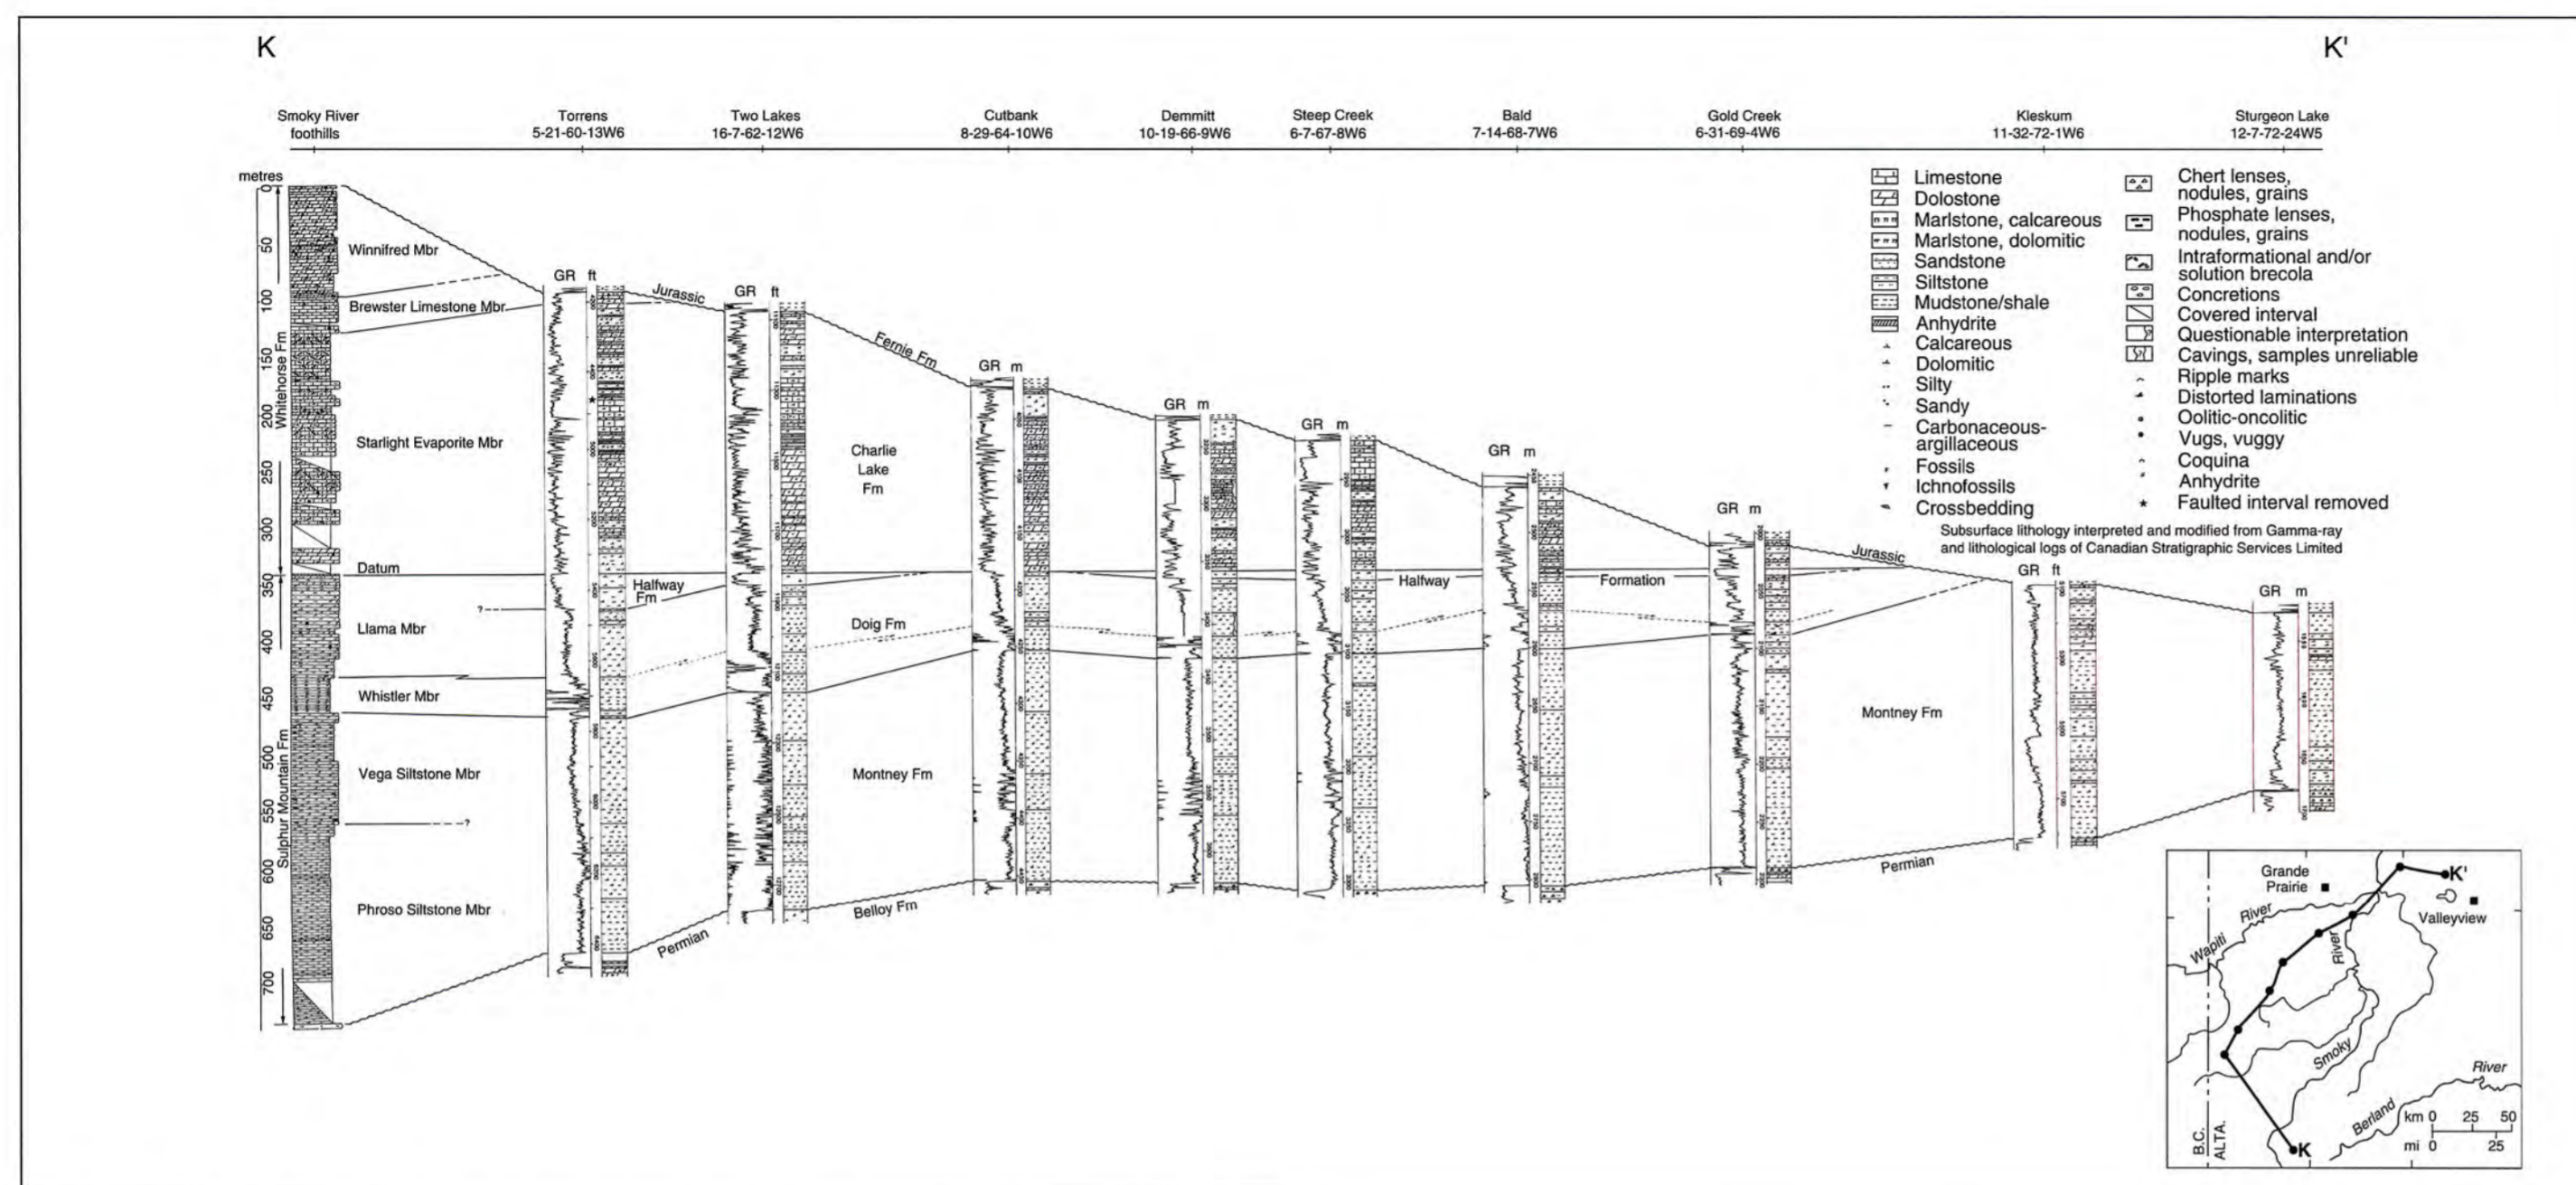 K
K'
Smoky River
foothills
Torrens
5-21-60-13W6
Two Lakes
16-7-62-12W6
Cutbank
8-29-64-10W6
Demmitt
10-19-66-9W6
Steep Creek
6-7-67-8W6
Bald
7-14-68-7W6
Gold Creek
6-31-69-4W6
Kleskum
11-32-72-1W6
Sturgeon Lake
12-7-72-24W5
metres
0
50
100
150
200
250
300
350
400
450
500
550
600
650
700
Whitehorse Fm
Sulphur Mountain Fm
Winnifred Mbr
Brewster Limestone Mbr
Starlight Evaporite Mbr
Datum
Llama Mbr
Whistler Mbr
Vega Siltstone Mbr
Phroso Siltstone Mbr
?
?
GR ft
GR ft
GR m
GR m
GR m
GR m
GR m
GR ft
GR m
Jurassic
Fernie Fm
Charlie
Lake
Fm
Halfway
Fm
Doig Fm
Montney Fm
Permian
Belloy Fm
Halfway
Formation
Jurassic
Montney Fm
Permian
Limestone
Dolostone
Marlstone, calcareous
Marlstone, dolomitic
Sandstone
Siltstone
Mudstone/shale
Anhydrite
Calcareous
Dolomitic
Silty
Sandy
Carbonaceous-
argillaceous
Fossils
Ichnofossils
Crossbedding
Chert lenses,
nodules, grains
Phosphate lenses,
nodules, grains
Intraformational and/or
solution brecola
Concretions
Covered interval
Questionable interpretation
Cavings, samples unreliable
Ripple marks
Distorted laminations
Oolitic-oncolitic
Vugs, vuggy
Coquina
Anhydrite
Faulted interval removed
Subsurface lithology interpreted and modified from Gamma-ray
and lithological logs of Canadian Stratigraphic Services Limited
Grande
Prairie
K'
Valleyview
River
Wapiti
River
Smoky
River
Berland
K
B.C.
ALTA.
km 0 25 50
mi 0 25